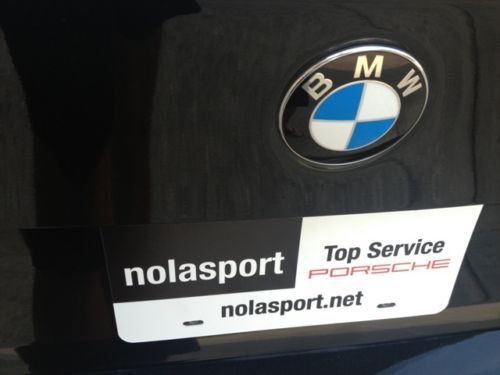 BMW
nolasport
Top Service
PORSCHE
nolasport.net